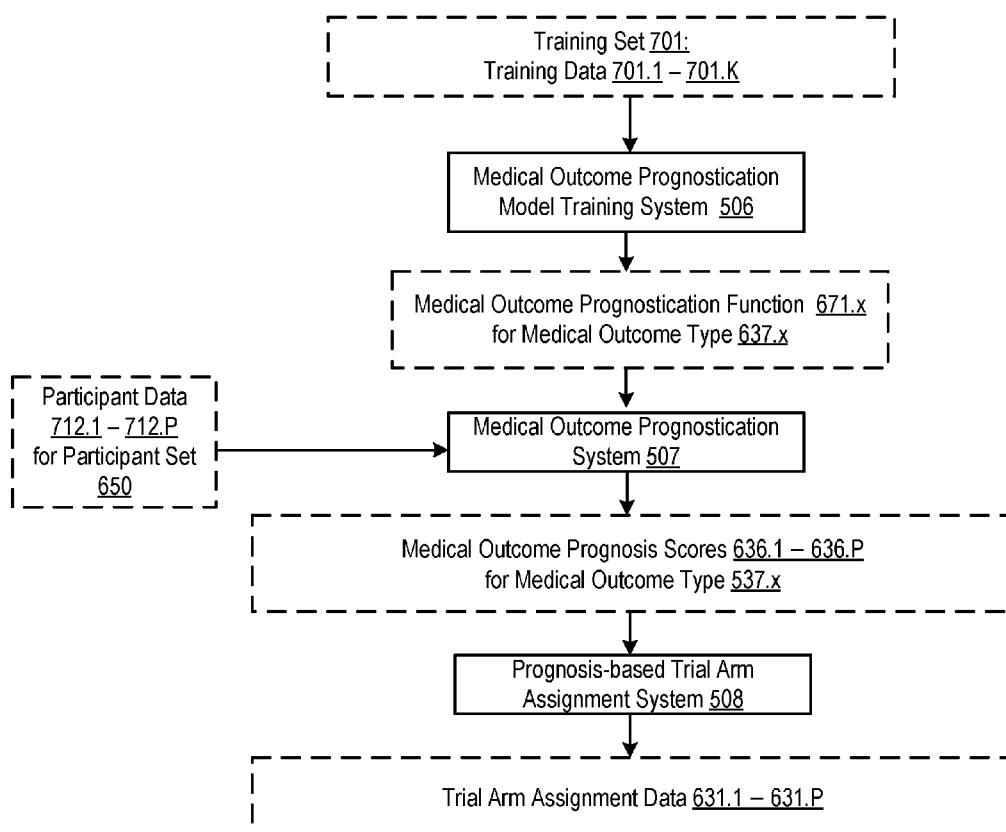 Training Set 701:
Training Data 701.1 – 701.K
Medical Outcome Prognostication
Model Training System 506
Medical Outcome Prognostication Function 671.x
for Medical Outcome Type 637.x
Participant Data
712.1 – 712.P
for Participant Set
650
Medical Outcome Prognostication
System 507
Medical Outcome Prognosis Scores 636.1 – 636.P
for Medical Outcome Type 537.x
Prognosis-based Trial Arm
Assignment System 508
Trial Arm Assignment Data 631.1 – 631.P